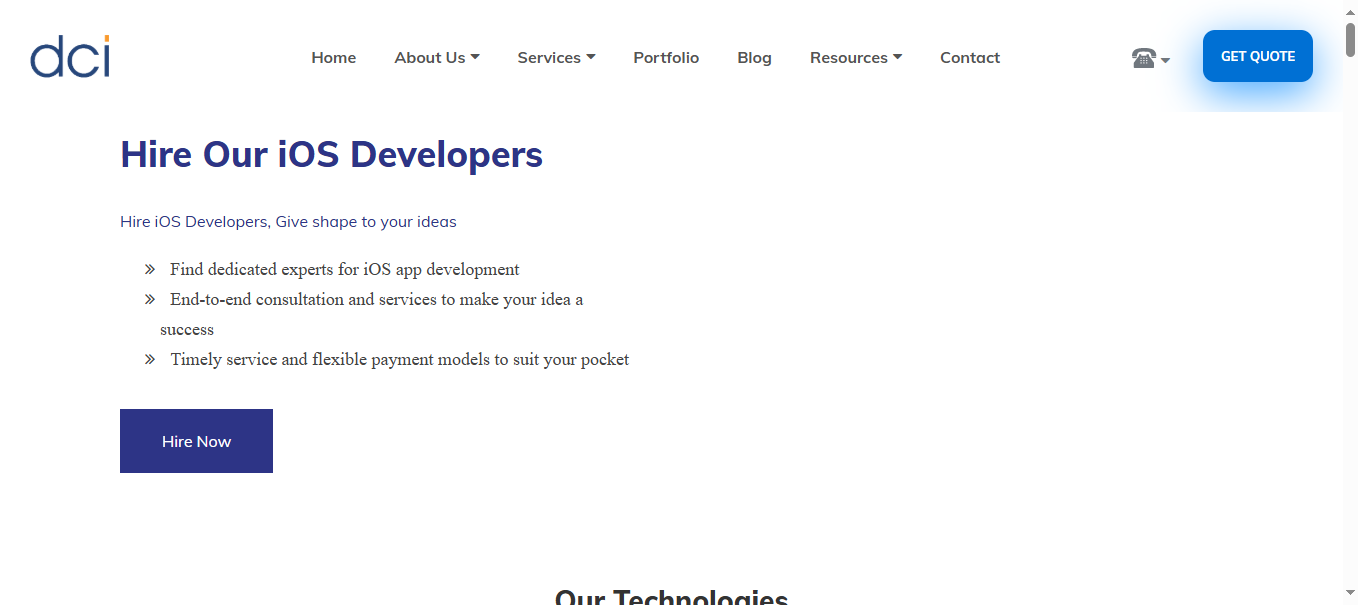 dci
Home About Us Services Portfolio Blog Resources Contact GET QUOTE
Hire Our iOS Developers
Hire iOS Developers, Give shape to your ideas
Find dedicated experts for iOS app development
End-to-end consultation and services to make your idea a
success
Timely service and flexible payment models to suit your pocket
Hire Now
Our Technologies